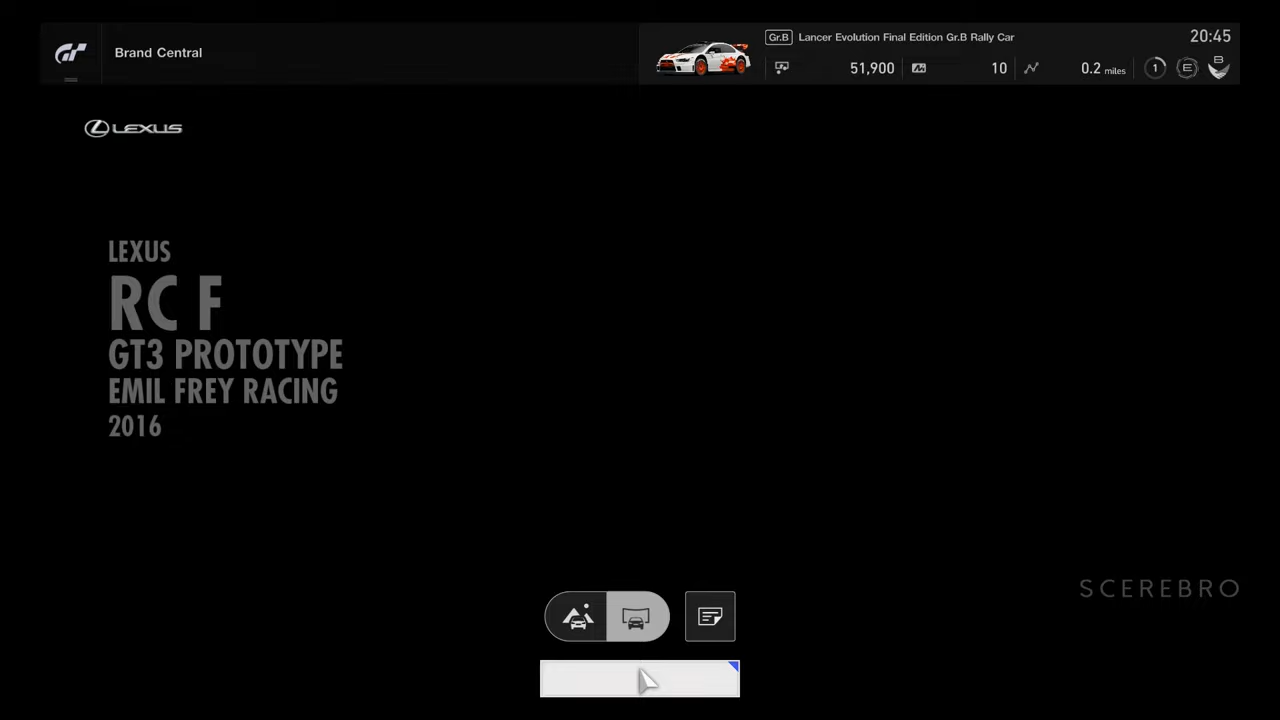 Brand Central
Gr.B Lancer Evolution Final Edition Gr.B Rally Car
20:45
51,900
10
0.2 miles
1
E
B
LEXUS
LEXUS
RC F
GT3 PROTOTYPE
EMIL FREY RACING
2016
SCEREBRO